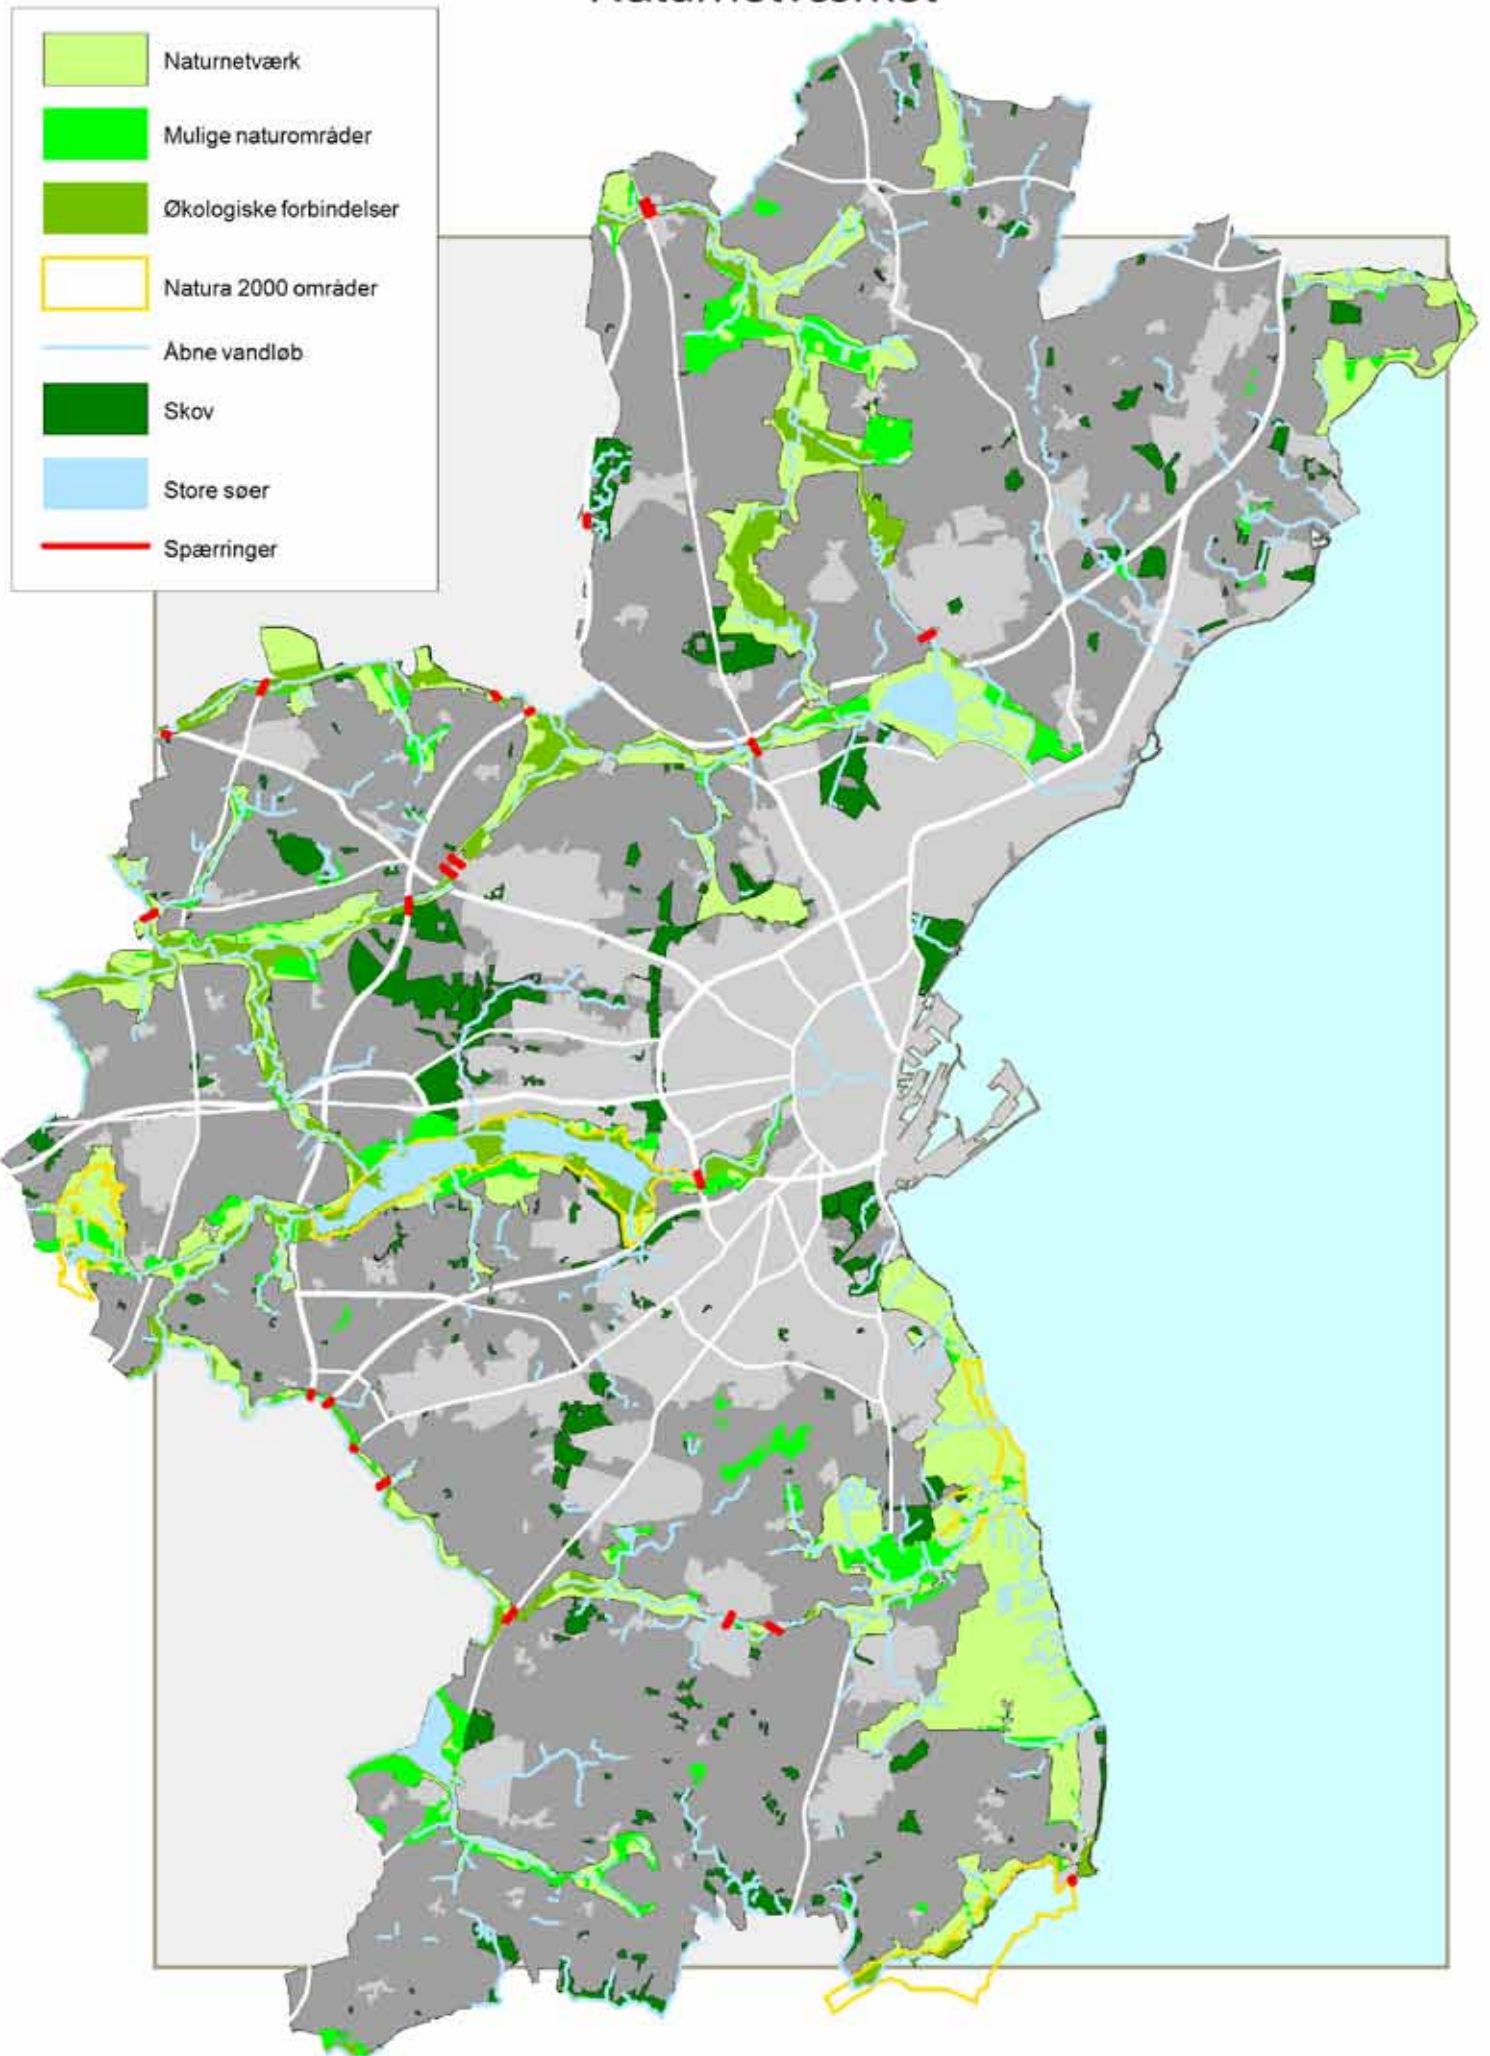 Naturnetværk
Mulige naturområder
Økologiske forbindelser
Natura 2000 områder
Åbne vandløb
Skov
Store søer
Spærringer